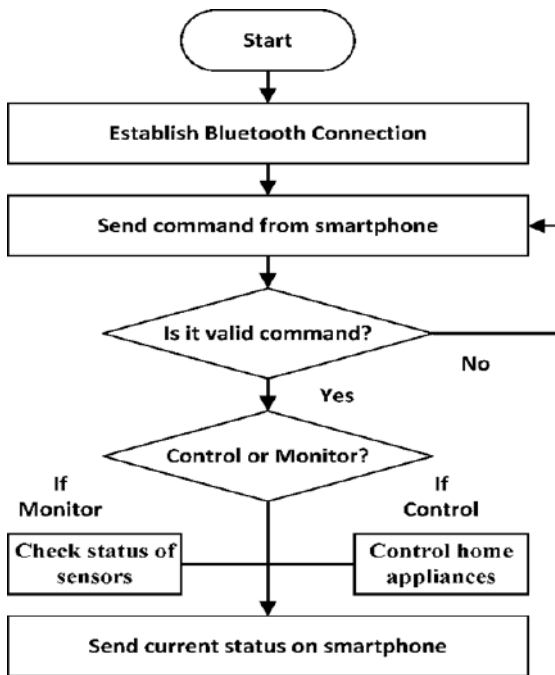 Start
Establish Bluetooth Connection
Send command from smartphone
Is it valid command?
No
Yes
Control or Monitor?
If
Monitor
If
Control
Check status of
sensors
Control home
appliances
Send current status on smartphone